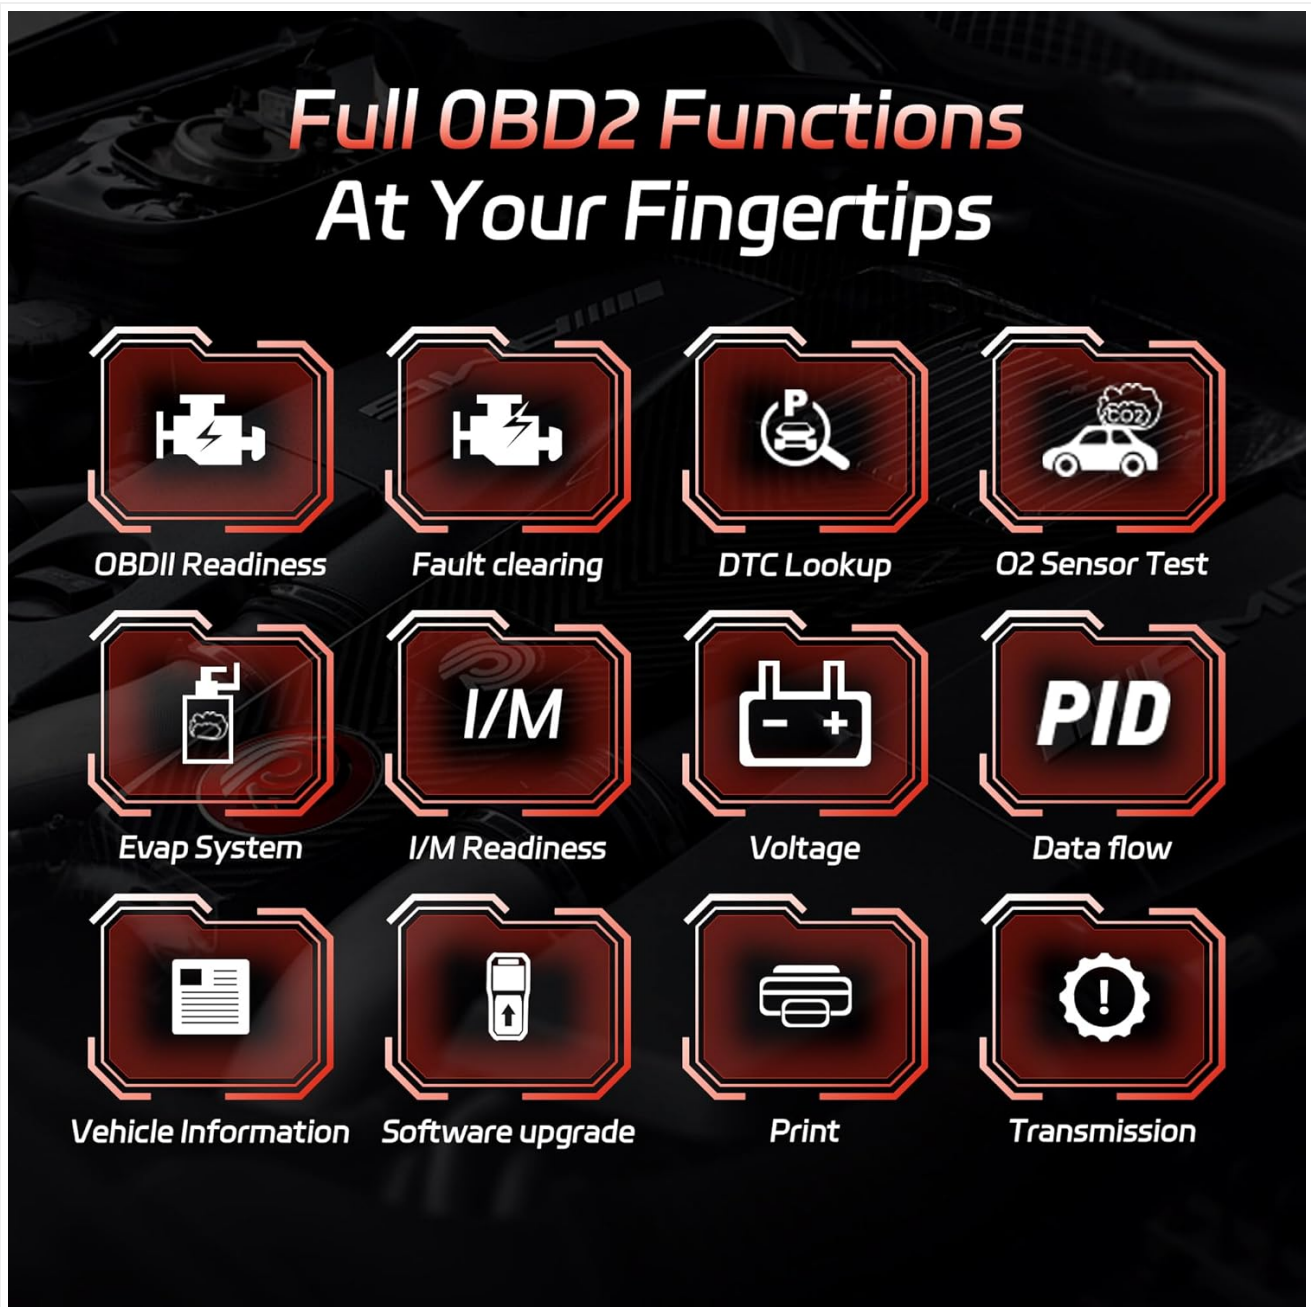 Full OBD2 Functions
At Your Fingertips
P
CO2
OBDII Readiness
Fault clearing
DTC Lookup
O2 Sensor Test
I/M
- +
PID
Evap System
I/M Readiness
Voltage
Data flow
!
Vehicle Information
Software upgrade
Print
Transmission